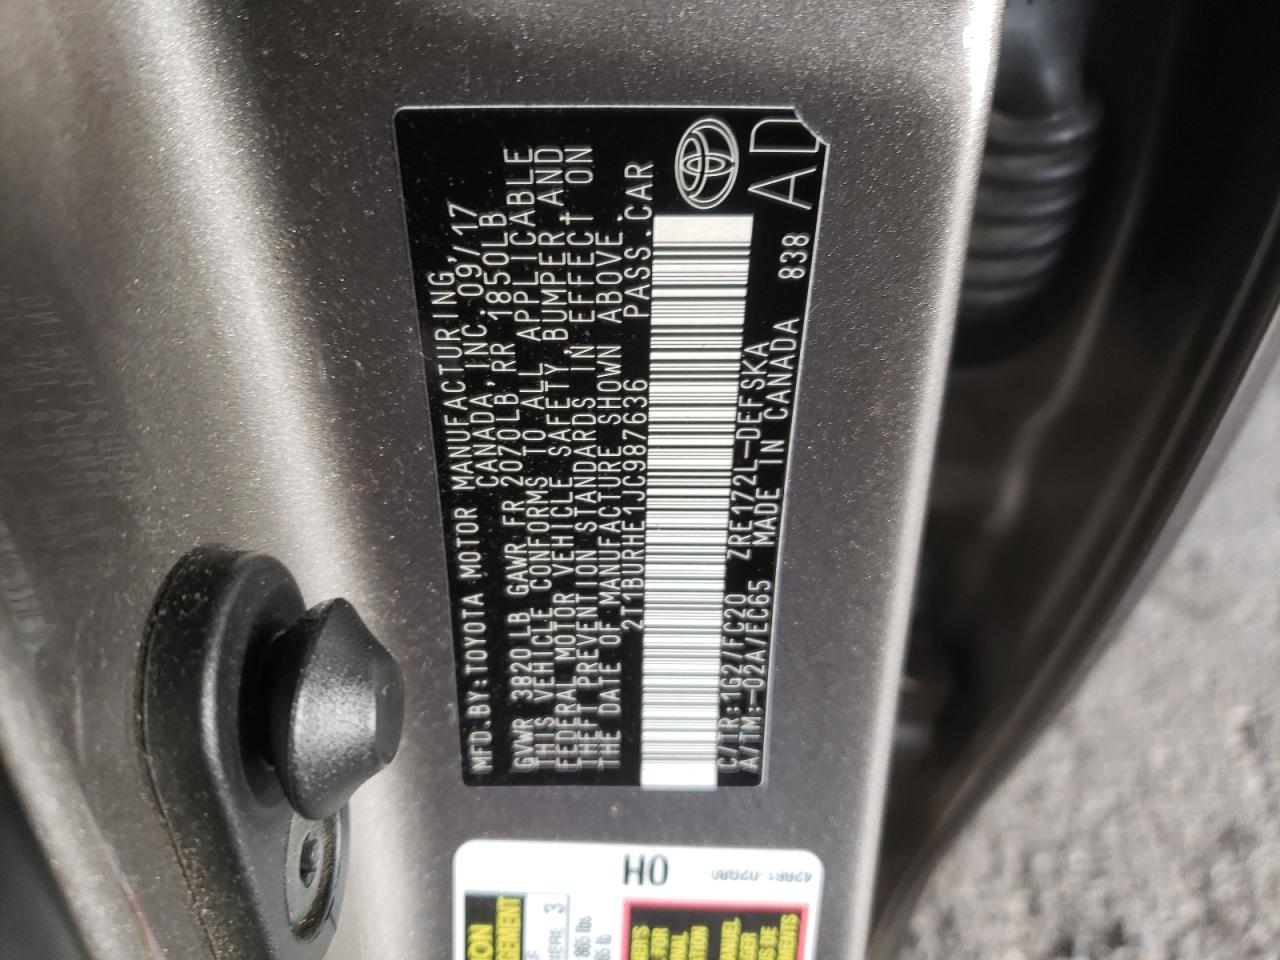 MFD.BY:TOYOTA MOTOR MANUFACTURING,
CANADA,INC. 09/17
GVWR 3820LB GAWR FR 2070LB,RR 1850LB
THIS VEHICLE CONFORMS TO ALL APPLICABLE
FEDERAL MOTOR VEHICLE SAFETY,BUMPER,AND
THEFT PREVENTION STANDARDS IN EFFECT ON
THE DATE OF MANUFACTURE SHOWN ABOVE.
2T1BURHE1JC987636 PASS.CAR
C/TR:1G2/FC20 ZRE172L-DEFSKA
A/TM:-02A/EC65 MADE IN CANADA 838
AD
H0